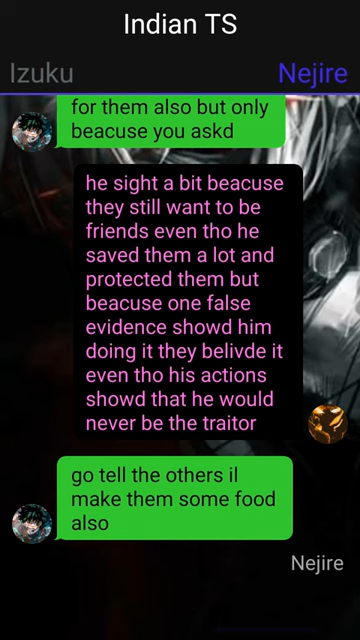 Indian TS
Izuku
Nejire
for them also but only
beacuse you askd
he sight a bit beacuse
they still want to be
friends even tho he
saved them a lot and
protected them but
beacuse one false
evidence showd him
doing it they belivde it
even tho his actions
showd that he would
never be the traitor
go tell the others il
make them some food
also
Nejire